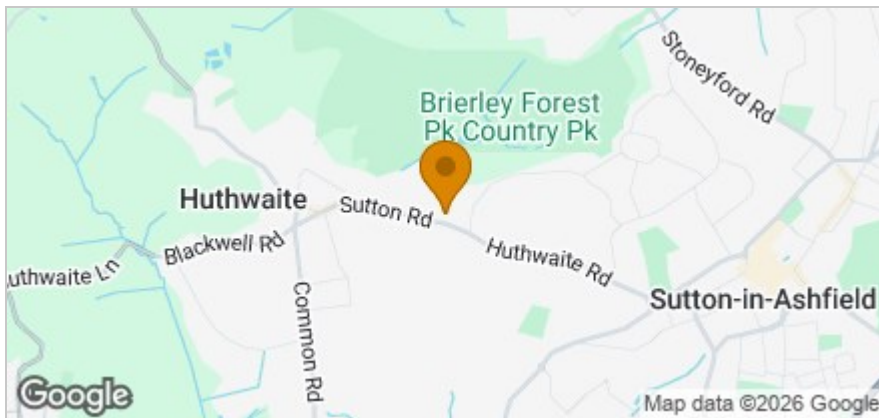 Stoneyford Rd
Brierley Forest
Pk Country Pk
Huthwaite
Sutton Rd
Blackwell Rd
uthwaite Ln
Huthwaite Rd
Common Rd
Sutton-in-Ashfield
Google
Map data ©2026 Google